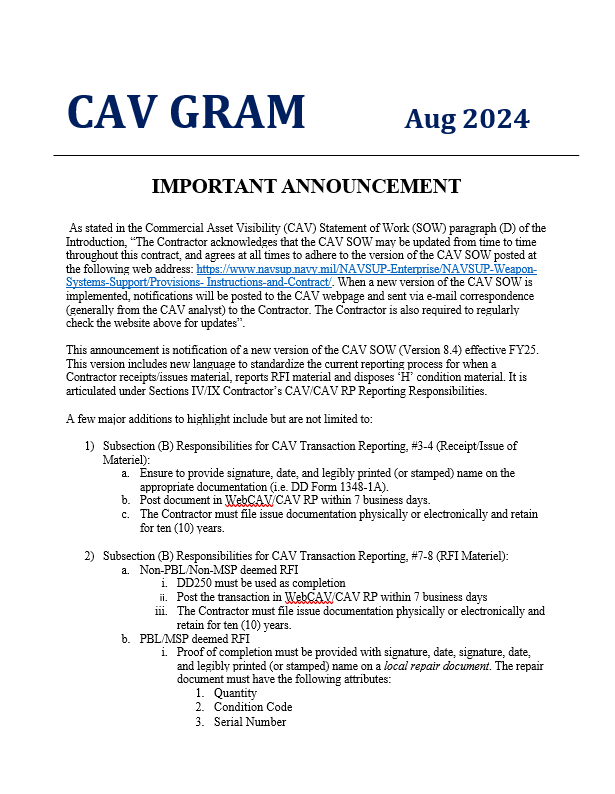 CAV GRAM Aug 2024
IMPORTANT ANNOUNCEMENT
As stated in the Commercial Asset Visibility (CAV) Statement of Work (SOW) paragraph (D) of the
Introduction, “The Contractor acknowledges that the CAV SOW may be updated from time to time
throughout this contract, and agrees at all times to adhere to the version of the CAV SOW posted at
the following web address: https://www.navsup.navy.mil/NAVSUP-Enterprise/NAVSUP-Weapon-
Systems-Support/Provisions- Instructions-and-Contract/. When a new version of the CAV SOW is
implemented, notifications will be posted to the CAV webpage and sent via e-mail correspondence
(generally from the CAV analyst) to the Contractor. The Contractor is also required to regularly
check the website above for updates”.
This announcement is notification of a new version of the CAV SOW (Version 8.4) effective FY25.
This version includes new language to standardize the current reporting process for when a
Contractor receipts/issues material, reports RFI material and disposes ‘H’ condition material. It is
articulated under Sections IV/IX Contractor’s CAV/CAV RP Reporting Responsibilities.
A few major additions to highlight include but are not limited to:
1) Subsection (B) Responsibilities for CAV Transaction Reporting, #3-4 (Receipt/Issue of
Materiel):
a. Ensure to provide signature, date, and legibly printed (or stamped) name on the
appropriate documentation (i.e. DD Form 1348-1A).
b. Post document in WebCAV/CAV RP within 7 business days.
c. The Contractor must file issue documentation physically or electronically and retain
for ten (10) years.
2) Subsection (B) Responsibilities for CAV Transaction Reporting, #7-8 (RFI Materiel):
a. Non-PBL/Non-MSP deemed RFI
i. DD250 must be used as completion
ii. Post the transaction in WebCAV/CAV RP within 7 business days
iii. The Contractor must file issue documentation physically or electronically and
retain for ten (10) years.
b. PBL/MSP deemed RFI
i. Proof of completion must be provided with signature, date, signature, date,
and legibly printed (or stamped) name on a local repair document. The repair
document must have the following attributes:
1. Quantity
2. Condition Code
3. Serial Number